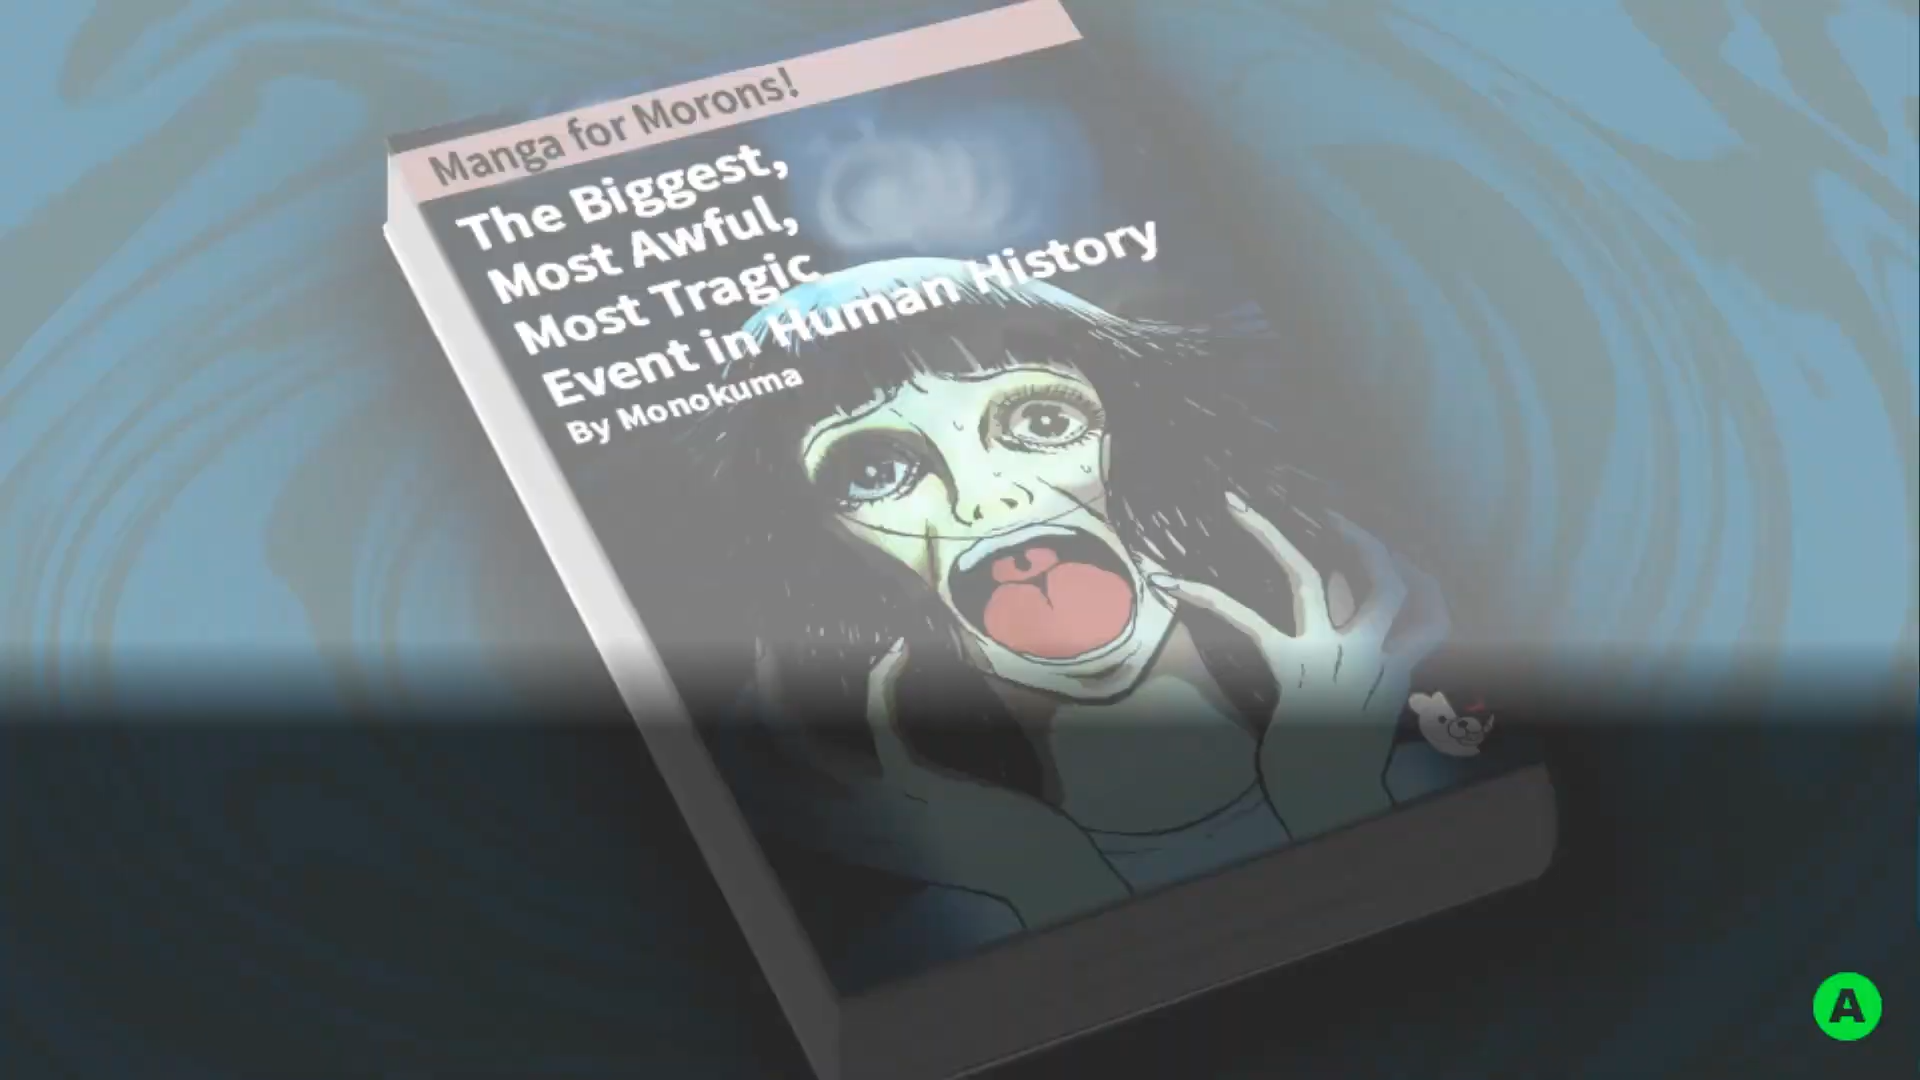 Manga for Morons!
The Biggest,
Most Awful,
Most Tragic
Event in Human History
By Monokuma
A